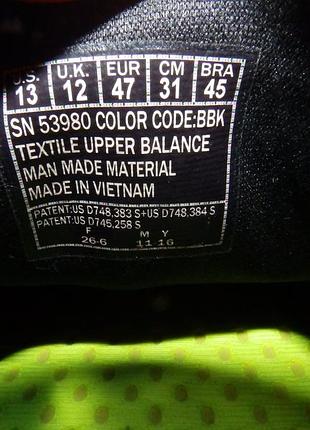 U.S. U.K. EUR CM BRA
13 12 47 31 45
SN 53980 COLOR CODE:BBK
TEXTILE UPPER BALANCE
MAN MADE MATERIAL
MADE IN VIETNAM
PATENT:US D748,383 S+US D748,384 S
PATENT:US D745,258 S
F M Y
26-6 11 16